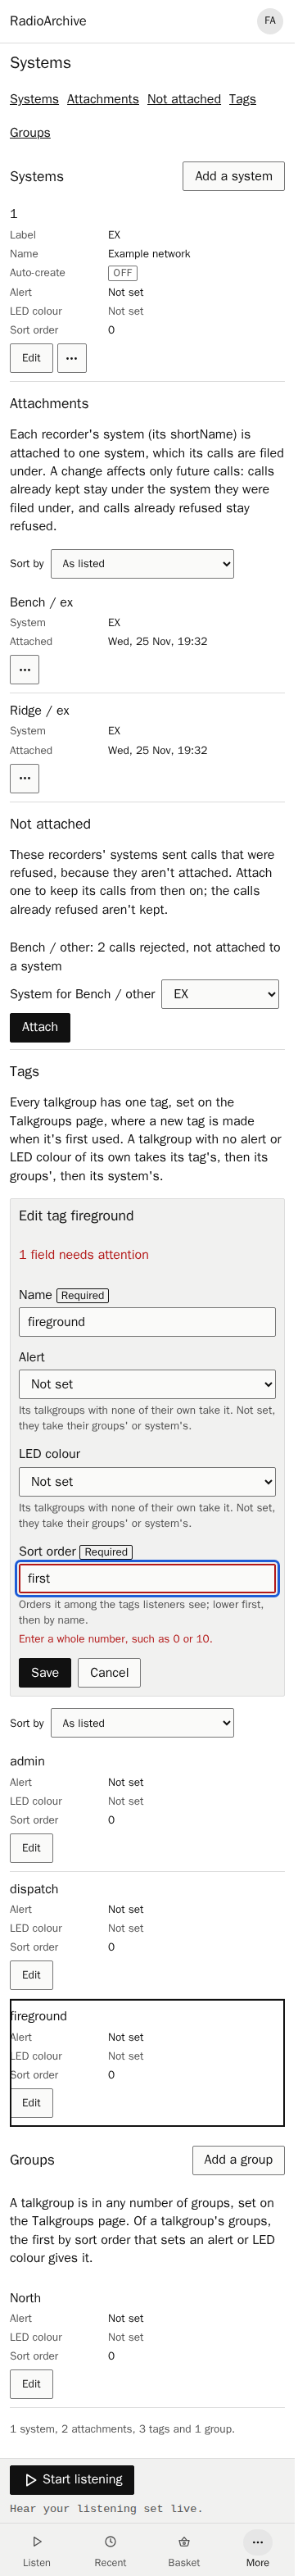 RadioArchive
FA
Systems
Systems Attachments Not attached Tags
Groups
Systems
Add a system
1
Label EX
Name Example network
Auto-create OFF
Alert Not set
LED colour Not set
Sort order 0
Edit
Attachments
Each recorder's system (its shortName) is
attached to one system, which its calls are filed
under. A change affects only future calls: calls
already kept stay under the system they were
filed under, and calls already refused stay
refused.
Sort by As listed
Bench / ex
System EX
Attached Wed, 25 Nov, 19:32
Ridge / ex
System EX
Attached Wed, 25 Nov, 19:32
Not attached
These recorders' systems sent calls that were
refused, because they aren't attached. Attach
one to keep its calls from then on; the calls
already refused aren't kept.
Bench / other: 2 calls rejected, not attached to
a system
System for Bench / other EX
Attach
Tags
Every talkgroup has one tag, set on the
Talkgroups page, where a new tag is made
when it's first used. A talkgroup with no alert or
LED colour of its own takes its tag's, then its
groups', then its system's.
Edit tag fireground
1 field needs attention
Name Required
fireground
Alert
Not set
Its talkgroups with none of their own take it. Not set,
they take their groups' or system's.
LED colour
Not set
Its talkgroups with none of their own take it. Not set,
they take their groups' or system's.
Sort order Required
first
Orders it among the tags listeners see; lower first,
then by name.
Enter a whole number, such as 0 or 10.
Save Cancel
Sort by As listed
admin
Alert Not set
LED colour Not set
Sort order 0
Edit
dispatch
Alert Not set
LED colour Not set
Sort order 0
Edit
fireground
Alert Not set
LED colour Not set
Sort order 0
Edit
Groups
Add a group
A talkgroup is in any number of groups, set on
the Talkgroups page. Of a talkgroup's groups,
the first by sort order that sets an alert or LED
colour gives it.
North
Alert Not set
LED colour Not set
Sort order 0
Edit
1 system, 2 attachments, 3 tags and 1 group.
Start listening
Hear your listening set live.
Listen Recent Basket More